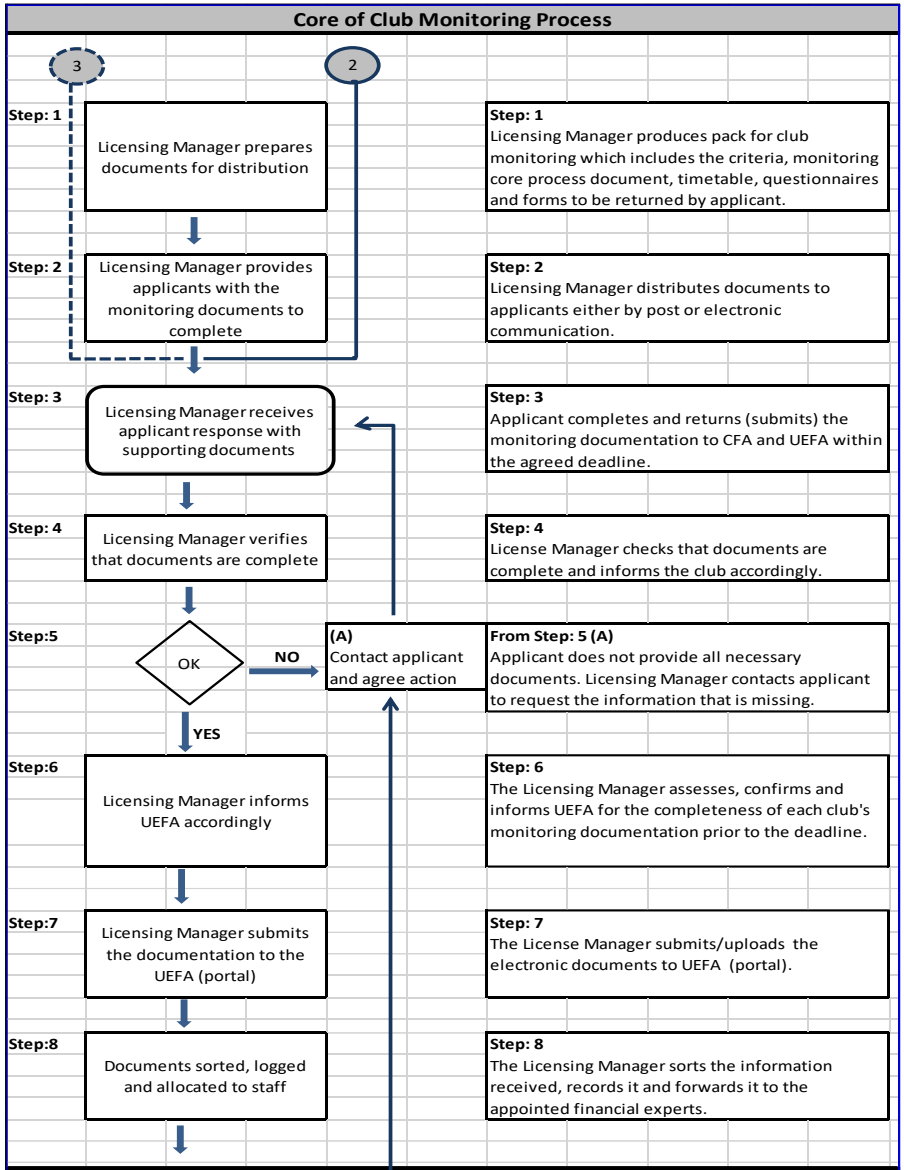 Core of Club Monitoring Process
3
2
Step: 1
Licensing Manager prepares
documents for distribution
Step: 1
Licensing Manager produces pack for club
monitoring which includes the criteria, monitoring
core process document, timetable, questionnaires
and forms to be returned by applicant.
Step: 2
Licensing Manager provides
applicants with the
monitoring documents to
complete
Step: 2
Licensing Manager distributes documents to
applicants either by post or electronic
communication.
Step: 3
Licensing Manager receives
applicant response with
supporting documents
Step: 3
Applicant completes and returns (submits) the
monitoring documentation to CFA and UEFA within
the agreed deadline.
Step: 4
Licensing Manager verifies
that documents are complete
Step: 4
License Manager checks that documents are
complete and informs the club accordingly.
Step:5
OK
NO
(A)
Contact applicant
and agree action
From Step: 5 (A)
Applicant does not provide all necessary
documents. Licensing Manager contacts applicant
to request the information that is missing.
YES
Step:6
Licensing Manager informs
UEFA accordingly
Step: 6
The Licensing Manager assesses, confirms and
informs UEFA for the completeness of each club's
monitoring documentation prior to the deadline.
Step:7
Licensing Manager submits
the documentation to the
UEFA (portal)
Step: 7
The License Manager submits/uploads the
electronic documents to UEFA (portal).
Step:8
Documents sorted, logged
and allocated to staff
Step: 8
The Licensing Manager sorts the information
received, records it and forwards it to the
appointed financial experts.